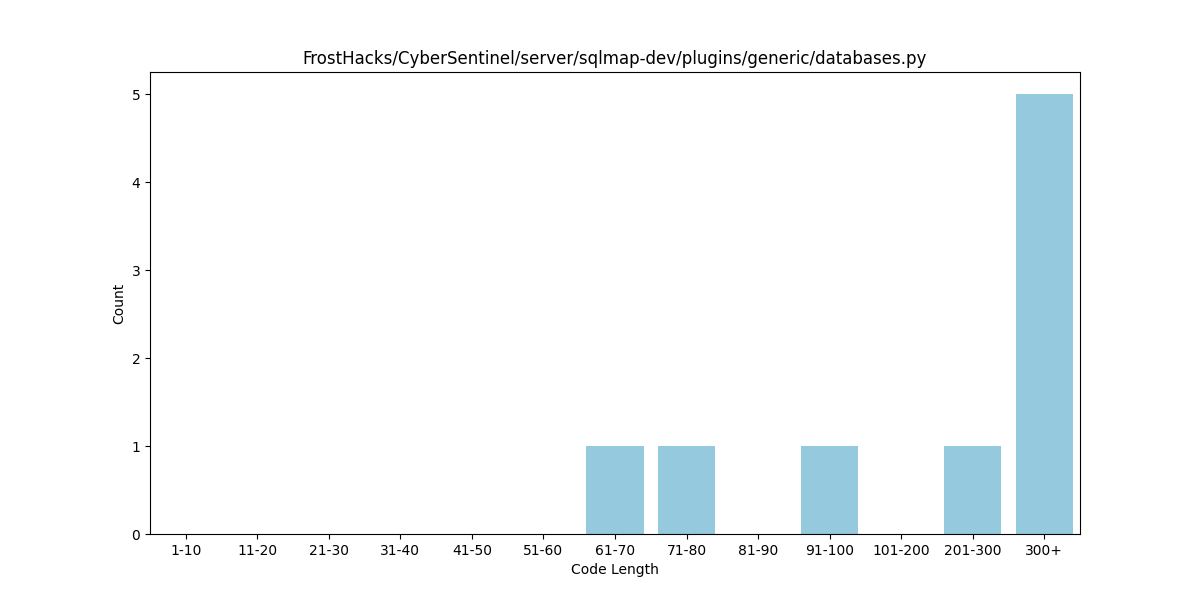 FrostHacks/CyberSentinel/server/sqlmap-dev/plugins/generic/databases.py
5
4
3
2
1
0
Count
1-10 11-20 21-30 31-40 41-50 51-60 61-70 71-80 81-90 91-100 101-200 201-300 300+
Code Length